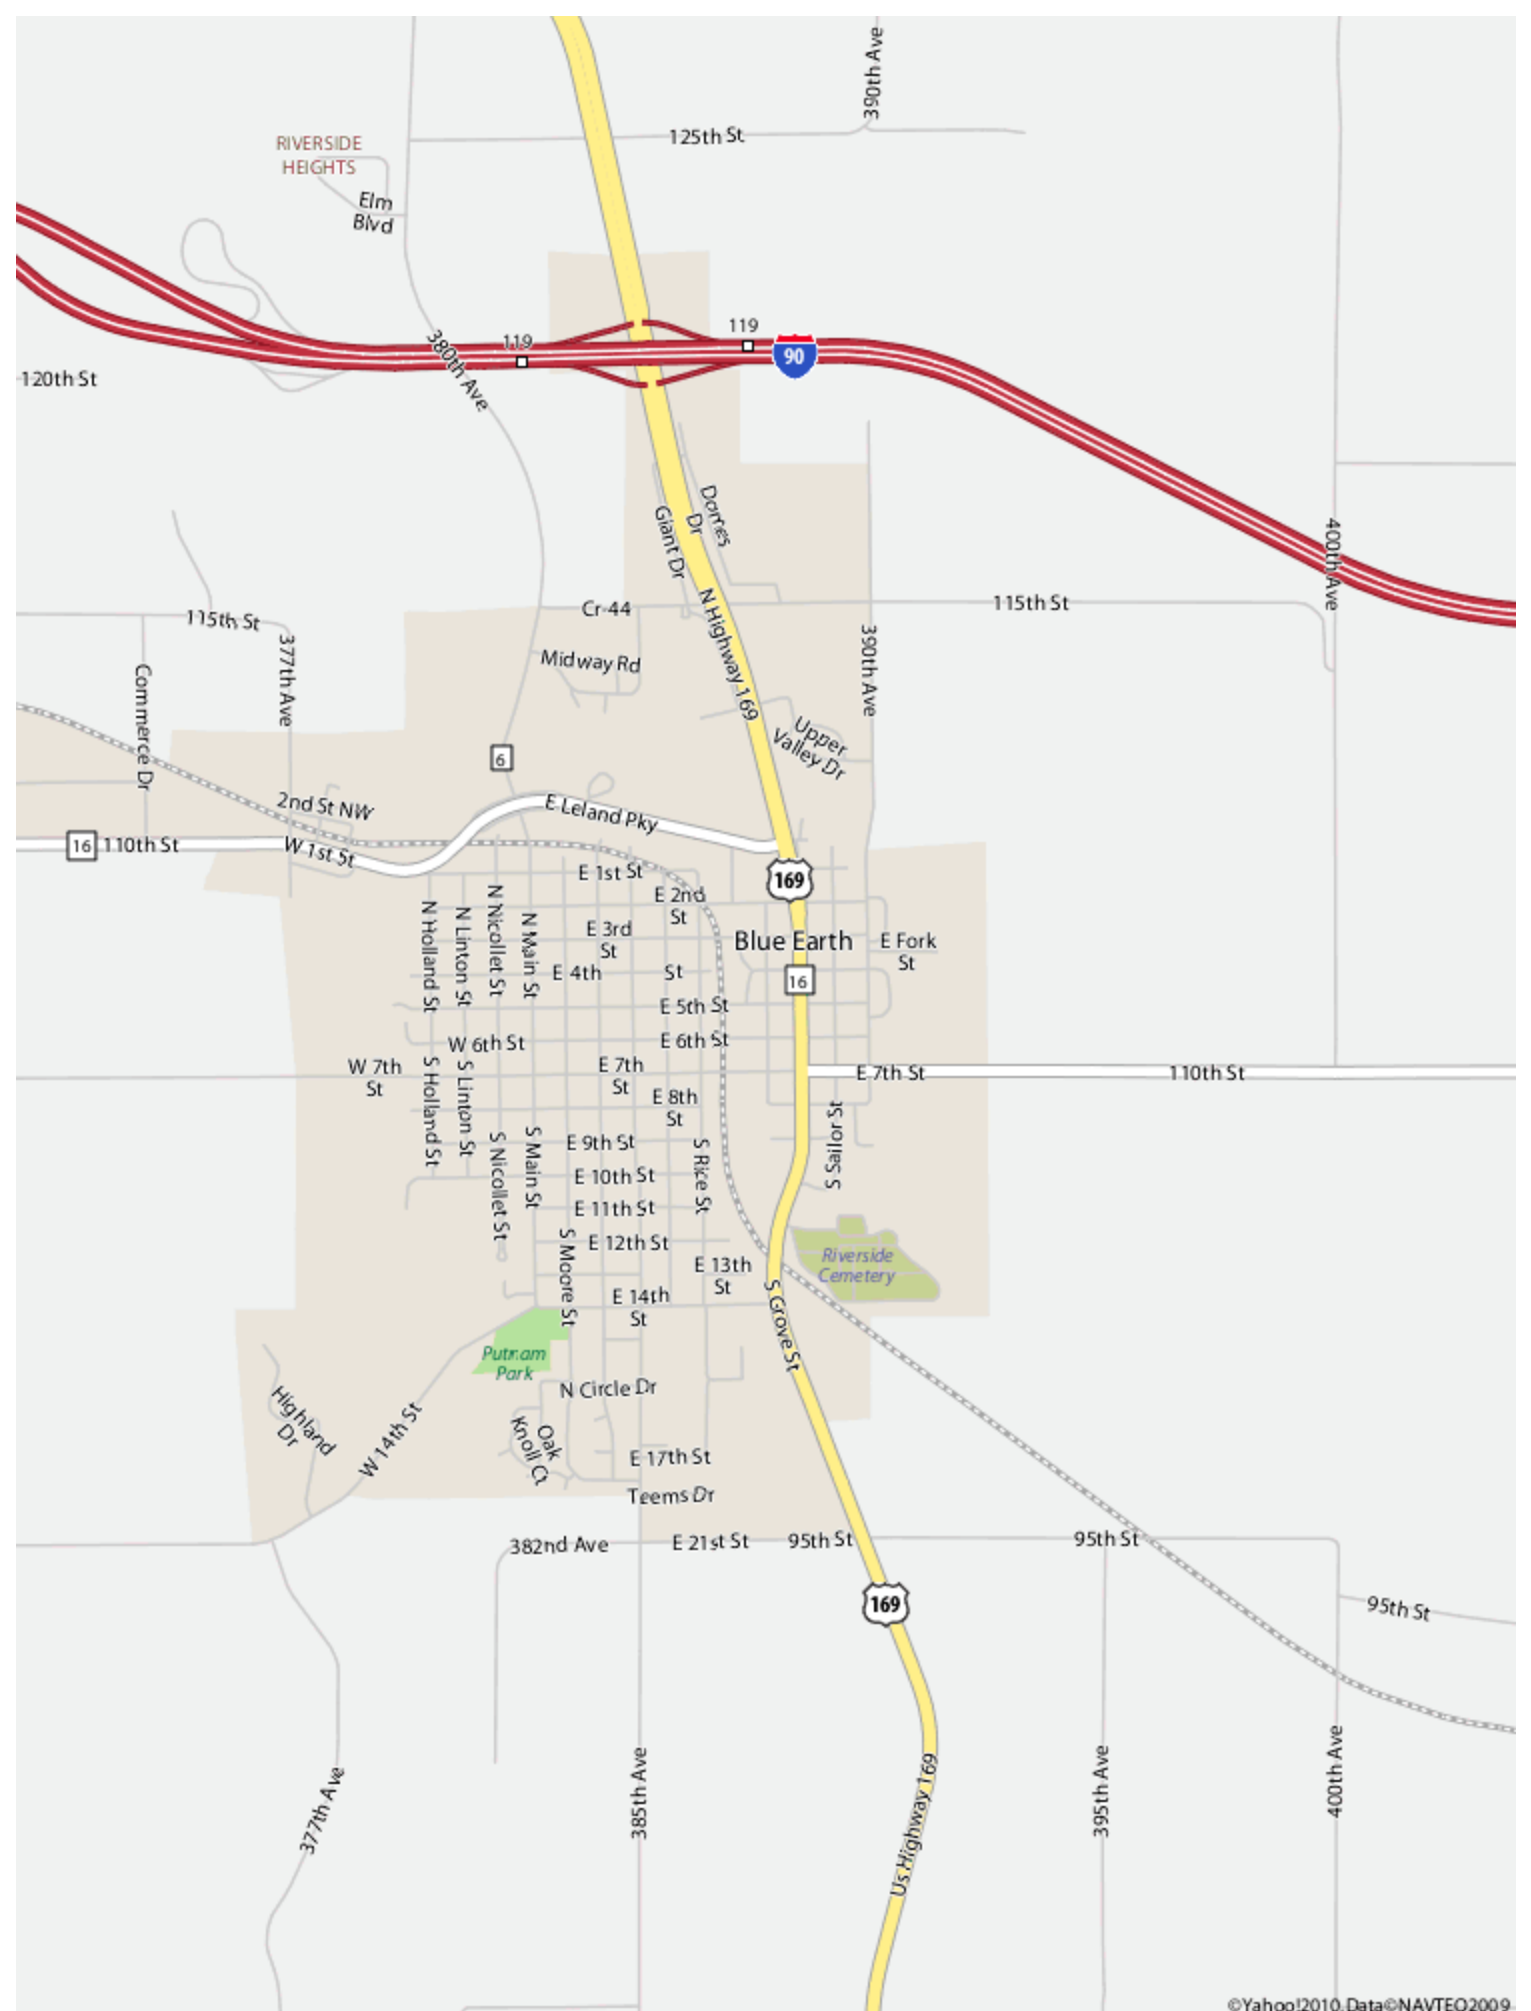 390th Ave
125th St
RIVERSIDE
HEIGHTS
Elm
Blvd
119
119
90
380th Ave
120th St
Domes
Dr
Giant Dr
400th Ave
Cr-44
115th St
115th St
N Highway 169
377th Ave
390th Ave
Midway Rd
Commerce Dr
Upper
Valley Dr
6
2nd St NW
E Leland Pky
16
110th St
W 1st St
E 1st St
169
E 2nd
St
N Holland St
N Linton St
N Nicollet St
N Main St
E 3rd
St
Blue Earth
E Fork
St
E 4th St
16
E 5th St
W 6th St
E 6th St
W 7th
St
E 7th
St
E 7th St
110th St
S Holland St
S Linton St
E 8th
St
S Nicollet St
S Main St
E 9th St
S Rice St
S Sailor St
E 10th St
E 11th St
S Moore St
E 12th St
Riverside
Cemetery
E 13th
St
E 14th
St
S Grove St
Putnam
Park
N Circle Dr
Highland
Dr
W 14th St
Oak
Knoll Ct
E 17th St
Teems Dr
382nd Ave
E 21st St
95th St
95th St
169
95th St
377th Ave
385th Ave
Us Highway 169
395th Ave
400th Ave
©Yahoo!2010,Data©NAVTEQ2009